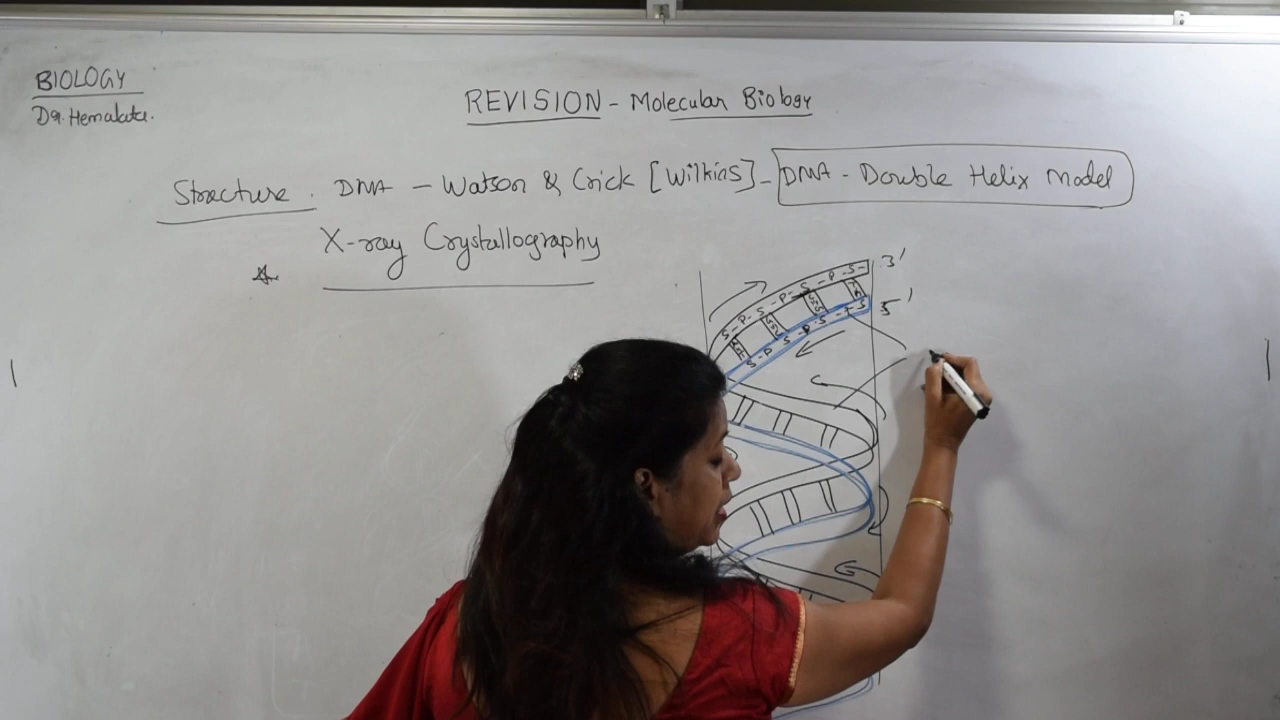 BIOLOGY
Dr. Hemalata.
REVISION - Molecular Biology
Structure. DNA - Watson & Crick [Wilkins] - DNA - Double Helix Model
X-ray Crystallography
3'
S-P-S-P-S-P-S-
5'
S-P-S-P-S-P-S